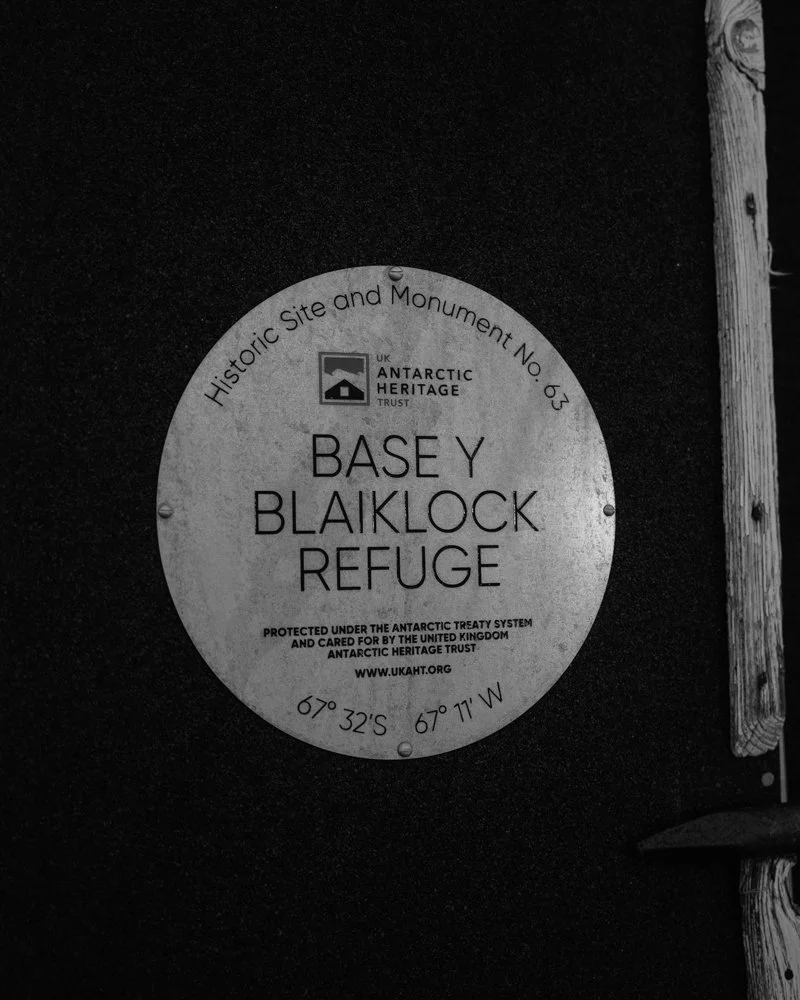 Historic Site and Monument No. 63
UK
ANTARCTIC
HERITAGE
TRUST
BASE Y
BLAIKLOCK
REFUGE
PROTECTED UNDER THE ANTARCTIC TREATY SYSTEM
AND CARED FOR BY THE UNITED KINGDOM
ANTARCTIC HERITAGE TRUST
WWW.UKAHT.ORG
67° 32'S 67° 11' W